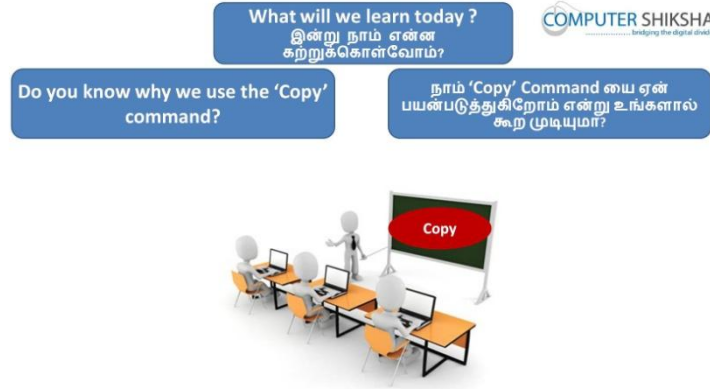 What will we learn today ?
இன்று நாம் என்ன
கற்றுக்கொள்வோம்?
COMPUTER SHIKSHA
bridging the digital divide
Do you know why we use the ‘Copy’
command?
நாம் ‘Copy’ Command யை ஏன்
பயன்படுத்துகிறோம் என்று உங்களால்
கூற முடியுமா?
Copy